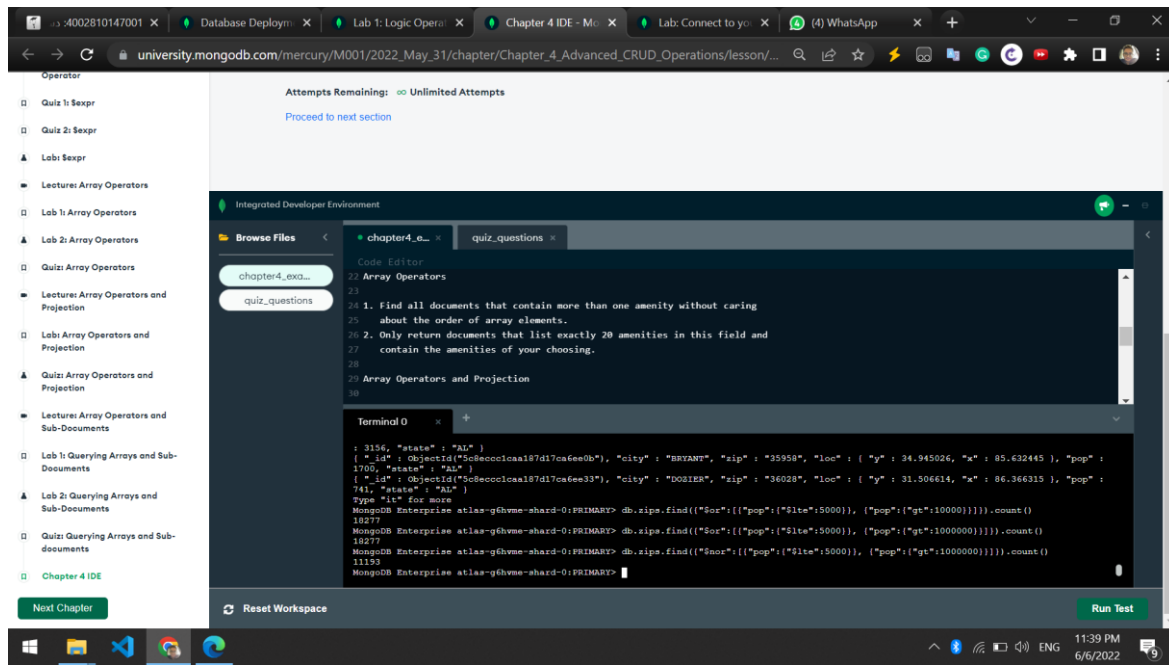 :4002810147001
Database Deploym
Lab 1: Logic Operat
Chapter 4 IDE - Mo
Lab: Connect to yo
(4) WhatsApp
university.mongodb.com/mercury/M001/2022_May_31/chapter/Chapter_4_Advanced_CRUD_Operations/lesson/...
Operator
Quiz 1: $expr
Quiz 2: $expr
Lab: $expr
Lecture: Array Operators
Lab 1: Array Operators
Lab 2: Array Operators
Quiz: Array Operators
Lecture: Array Operators and
Projection
Lab: Array Operators and
Projection
Quiz: Array Operators and
Projection
Lecture: Array Operators and
Sub-Documents
Lab 1: Querying Arrays and Sub-
Documents
Lab 2: Querying Arrays and
Sub-Documents
Quiz: Querying Arrays and Sub-
documents
Chapter 4 IDE
Next Chapter
Attempts Remaining: ∞ Unlimited Attempts
Proceed to next section
Integrated Developer Environment
Browse Files
chapter4_exa...
quiz_questions
chapter4_e...
quiz_questions
Code Editor
22 Array Operators
23
24 1. Find all documents that contain more than one amenity without caring
25 about the order of array elements.
26 2. Only return documents that list exactly 20 amenities in this field and
27 contain the amenities of your choosing.
28
29 Array Operators and Projection
30
Terminal 0
: 3156, "state" : "AL" }
{ "_id" : ObjectId("5c8eccc1caa187d17ca6ee0b"), "city" : "BRYANT", "zip" : "35958", "loc" : { "y" : 34.945026, "x" : 85.632445 }, "pop" :
1700, "state" : "AL" }
{ "_id" : ObjectId("5c8eccc1caa187d17ca6ee33"), "city" : "DOZIER", "zip" : "36028", "loc" : { "y" : 31.506614, "x" : 86.366315 }, "pop" :
741, "state" : "AL" }
Type "it" for more
MongoDB Enterprise atlas-g6hvme-shard-0:PRIMARY> db.zips.find({"$or":[{"pop":{"$lte":5000}}, {"pop":{"gt":10000}}]}).count()
18277
MongoDB Enterprise atlas-g6hvme-shard-0:PRIMARY> db.zips.find({"$or":[{"pop":{"$lte":5000}}, {"pop":{"gt":10000}}]}).count()
18277
MongoDB Enterprise atlas-g6hvme-shard-0:PRIMARY> db.zips.find({"$nor":[{"pop":{"$lte":5000}}, {"pop":{"gt":1000000}}]}).count()
11193
MongoDB Enterprise atlas-g6hvme-shard-0:PRIMARY>
Reset Workspace
Run Test
ENG
11:39 PM
6/6/2022
9